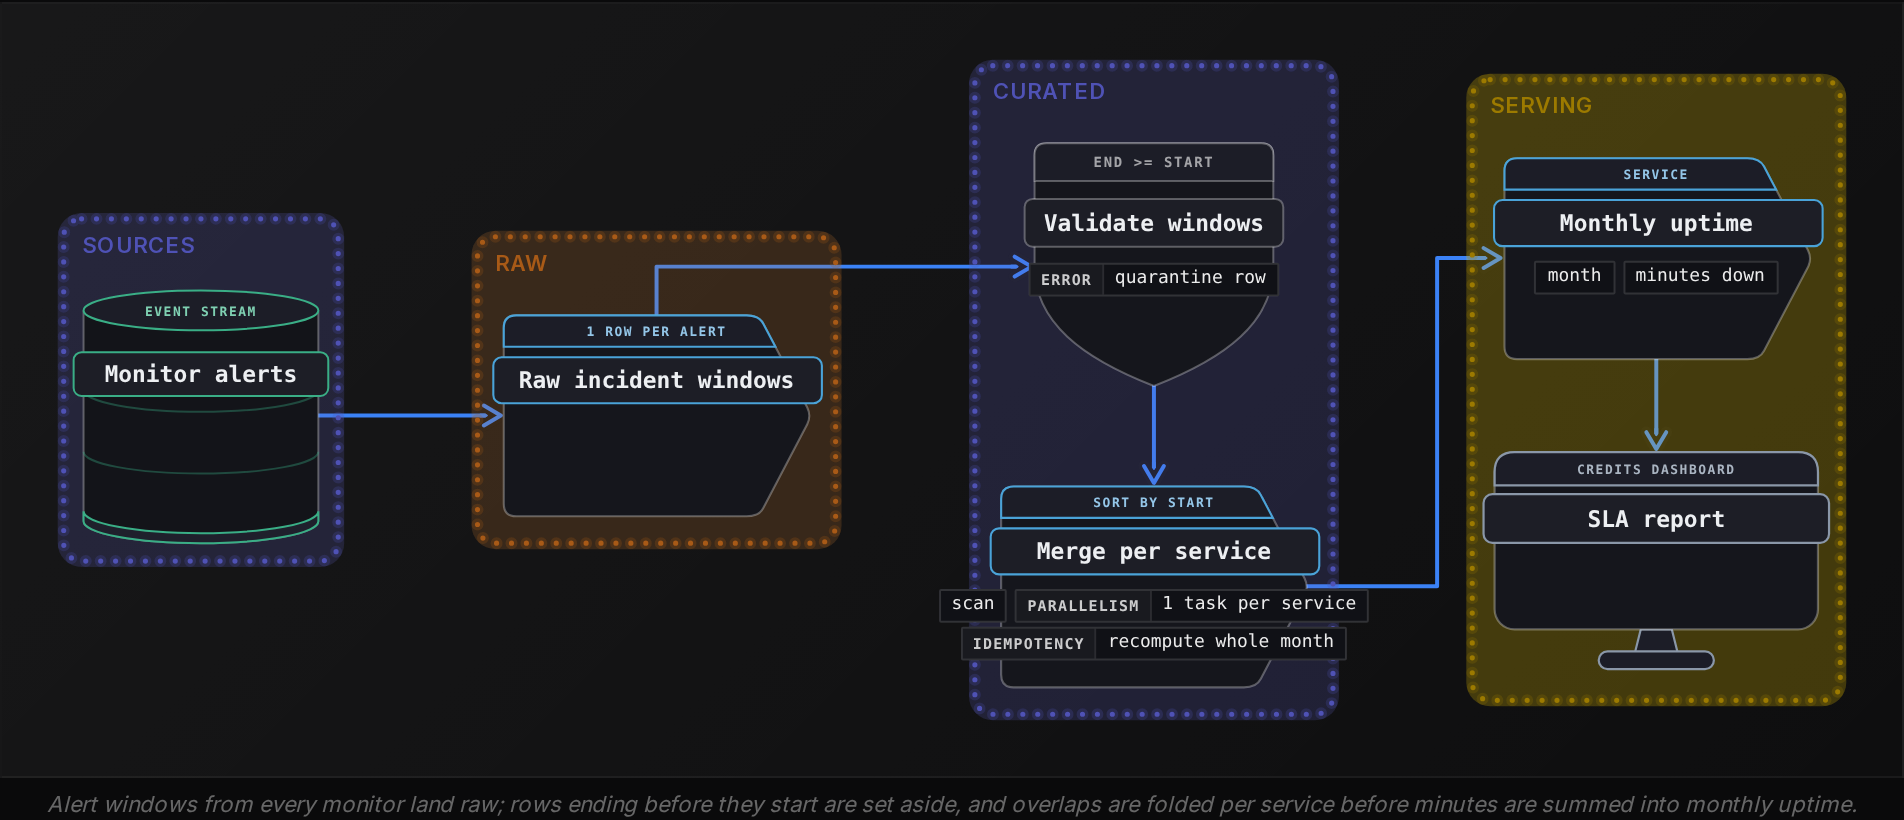 SOURCES
EVENT STREAM
Monitor alerts
RAW
1 ROW PER ALERT
Raw incident windows
CURATED
END >= START
Validate windows
ERROR quarantine row
SORT BY START
Merge per service
scan PARALLELISM 1 task per service
IDEMPOTENCY recompute whole month
SERVING
SERVICE
Monthly uptime
month minutes down
CREDITS DASHBOARD
SLA report
Alert windows from every monitor land raw; rows ending before they start are set aside, and overlaps are folded per service before minutes are summed into monthly uptime.